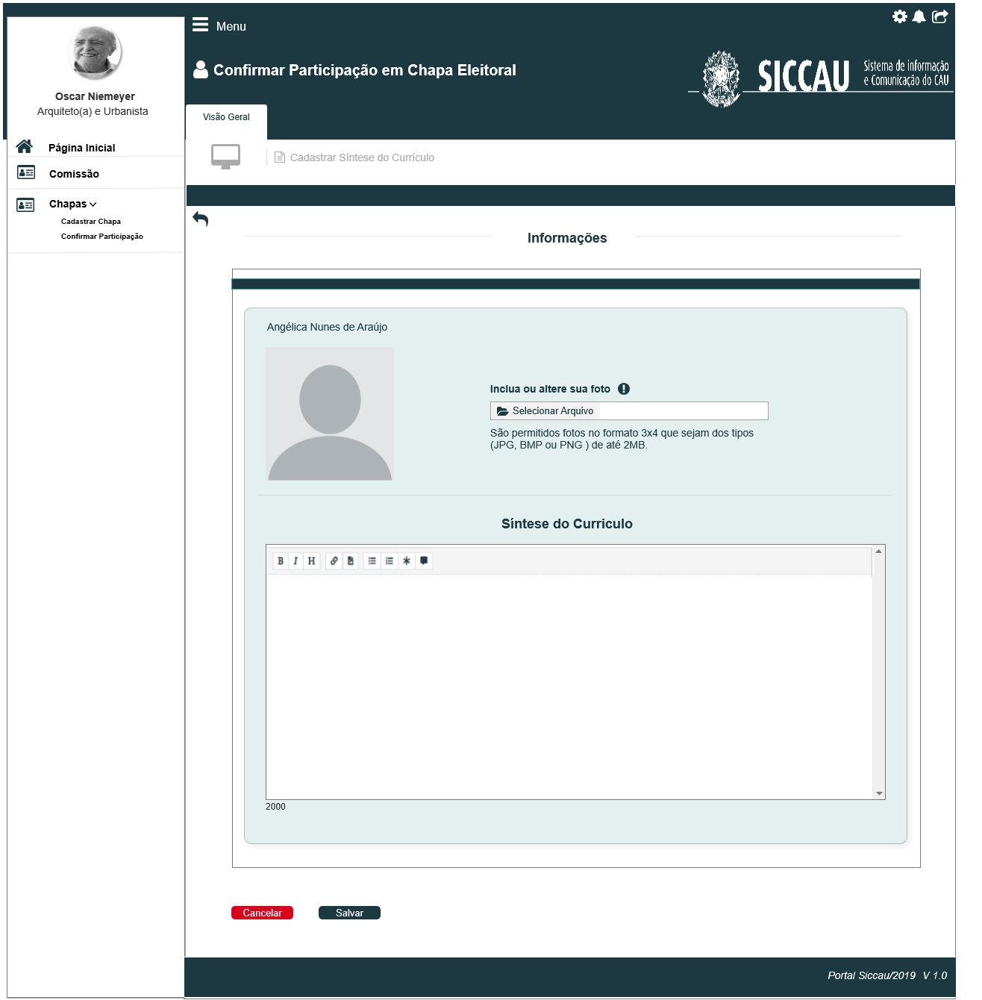 Menu
Confirmar Participação em Chapa Eleitoral
SICCAU
Sistema de Informação
e Comunicação do CAU
Oscar Niemeyer
Arquiteto(a) e Urbanista
Página Inicial
Comissão
Chapas
Cadastrar Chapa
Confirmar Participação
Visão Geral
Cadastrar Síntese do Currículo
Informações
Angélica Nunes de Araújo
Inclua ou altere sua foto
Selecionar Arquivo
São permitidos fotos no formato 3x4 que sejam dos tipos
(JPG, BMP ou PNG ) de até 2MB.
Síntese do Curriculo
B I H
2000
Cancelar
Salvar
Portal Siccau/2019 V 1.0